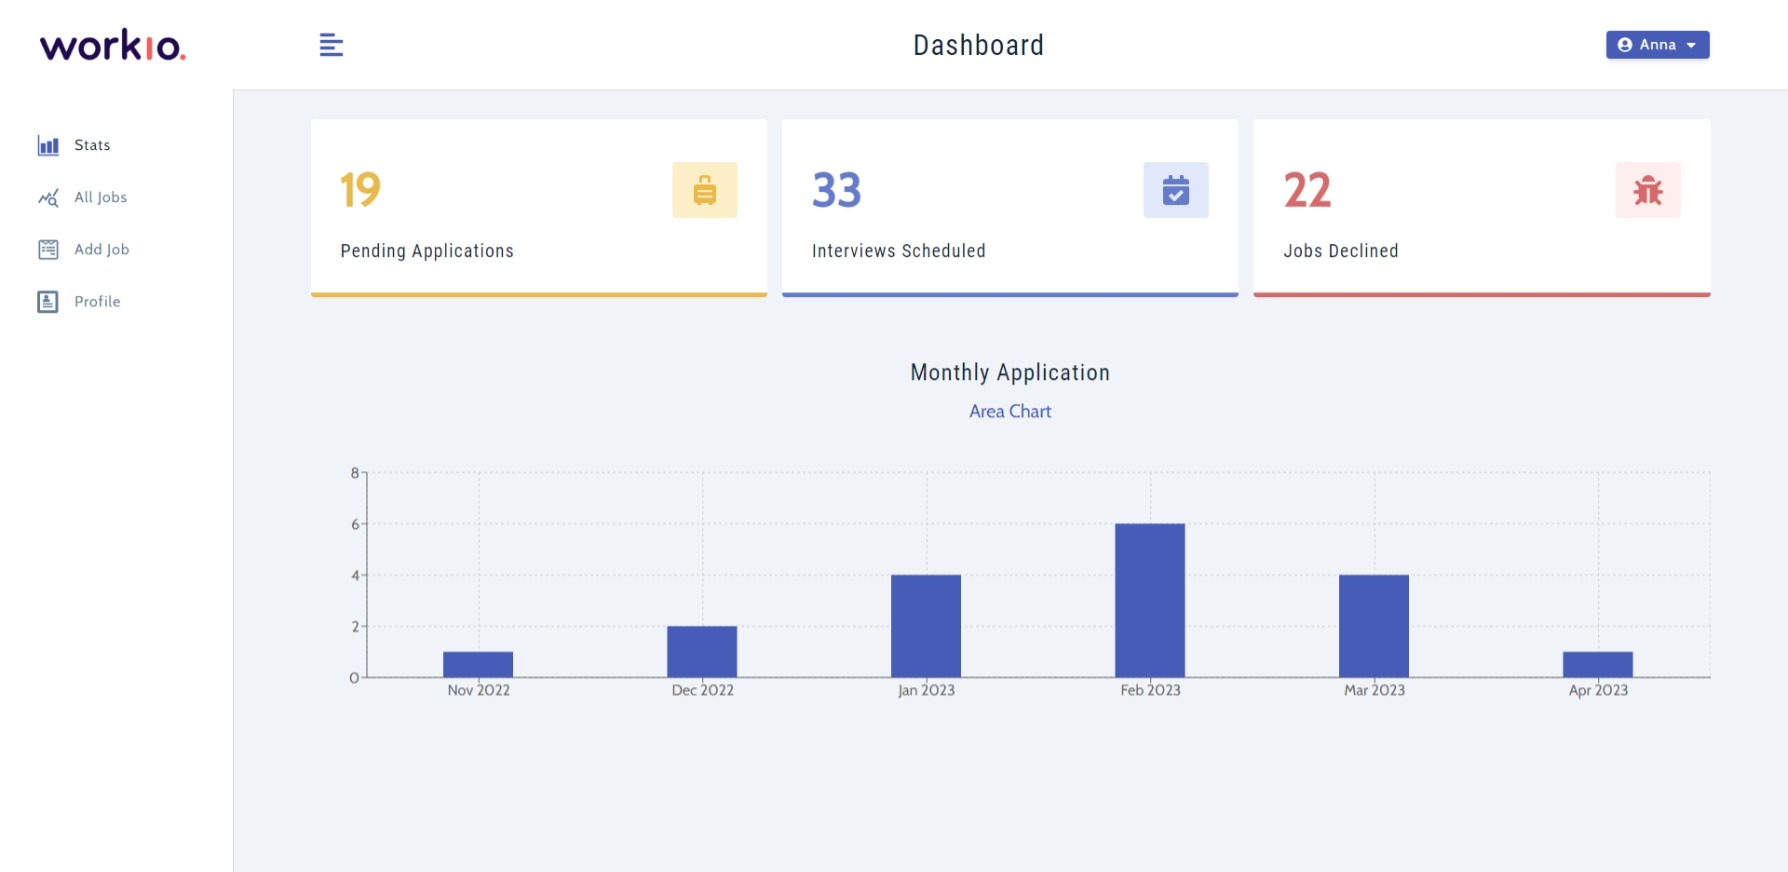 workio.
Dashboard
Anna
Stats
All Jobs
Add Job
Profile
19
Pending Applications
33
Interviews Scheduled
22
Jobs Declined
Monthly Application
Area Chart
8
6
4
2
0
Nov 2022 Dec 2022 Jan 2023 Feb 2023 Mar 2023 Apr 2023